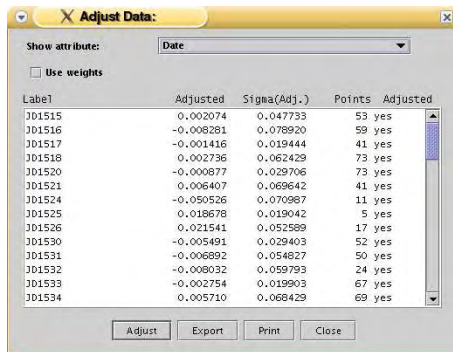 X Adjust Data:
Show attribute: Date
Use weights
Label Adjusted Sigma(Adj.) Points Adjusted
JD1515 0.002074 0.047733 53 yes
JD1516 -0.008281 0.078920 59 yes
JD1517 -0.001416 0.019444 41 yes
JD1518 0.002736 0.062429 73 yes
JD1520 -0.000877 0.029706 73 yes
JD1521 0.006407 0.069642 41 yes
JD1524 -0.050526 0.070987 11 yes
JD1525 0.018678 0.019042 5 yes
JD1526 0.021541 0.052589 17 yes
JD1530 -0.005491 0.029403 52 yes
JD1531 -0.006892 0.054827 50 yes
JD1532 -0.008032 0.059793 24 yes
JD1533 -0.002754 0.019903 67 yes
JD1534 0.005710 0.068429 69 yes
Adjust Export Print Close